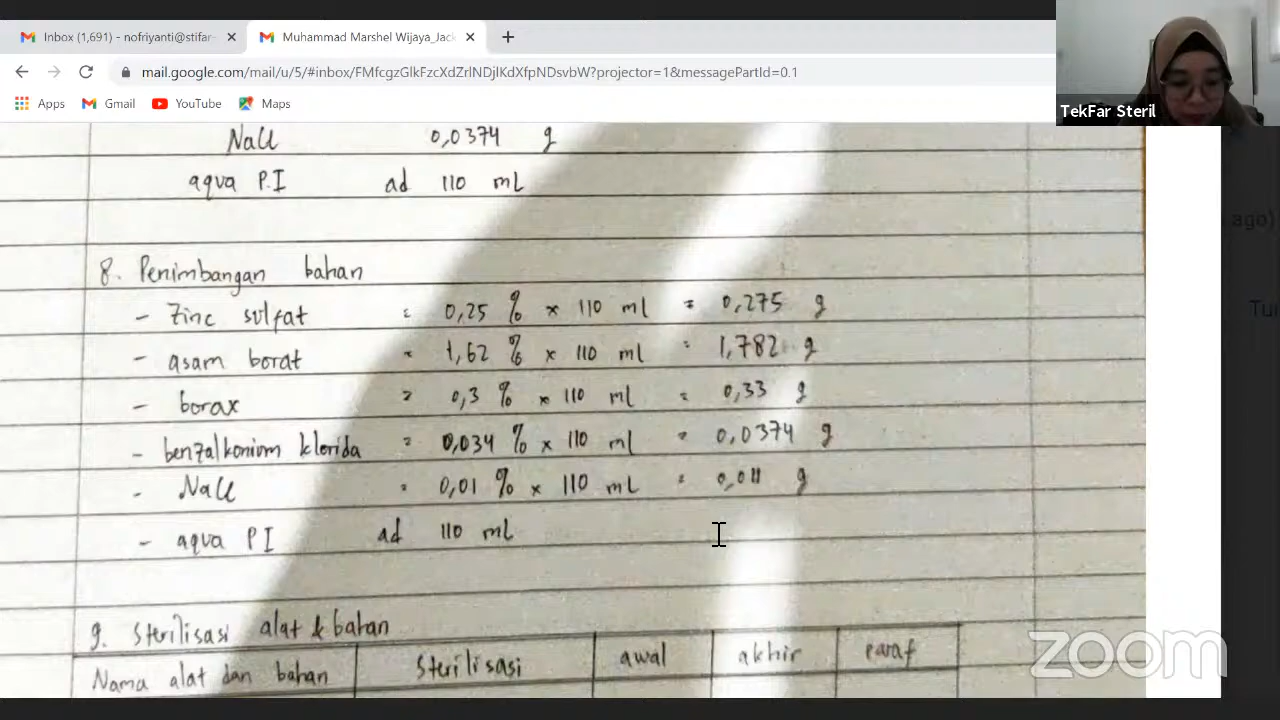 Inbox (1,691) - nofriyanti@stifar-
Muhammad Marshel Wijaya_Jack
mail.google.com/mail/u/5/#inbox/FMfcgzGlkFzcXdZrlNDjlKdXfpNDsvbW?projector=1&messagePartId=0.1
Apps Gmail YouTube Maps
TekFar Steril
NaCl 0,0374 g
aqua P.I ad 110 mL
ago)
8. Penimbangan bahan
- Zinc sulfat = 0,25 % x 110 ml = 0,275 g
- asam borat = 1,62 % x 110 ml = 1,782 g
- borax = 0,3 % x 110 ml = 0,33 g
- benzalkonium klorida = 0,034 % x 110 ml = 0,0374 g
- NaCl = 0,01 % x 110 mL = 0,011 g
- aqua PI ad 110 mL
9. Sterilisasi alat & bahan
Nama alat dan bahan Sterilisasi awal akhir paraf
zoom